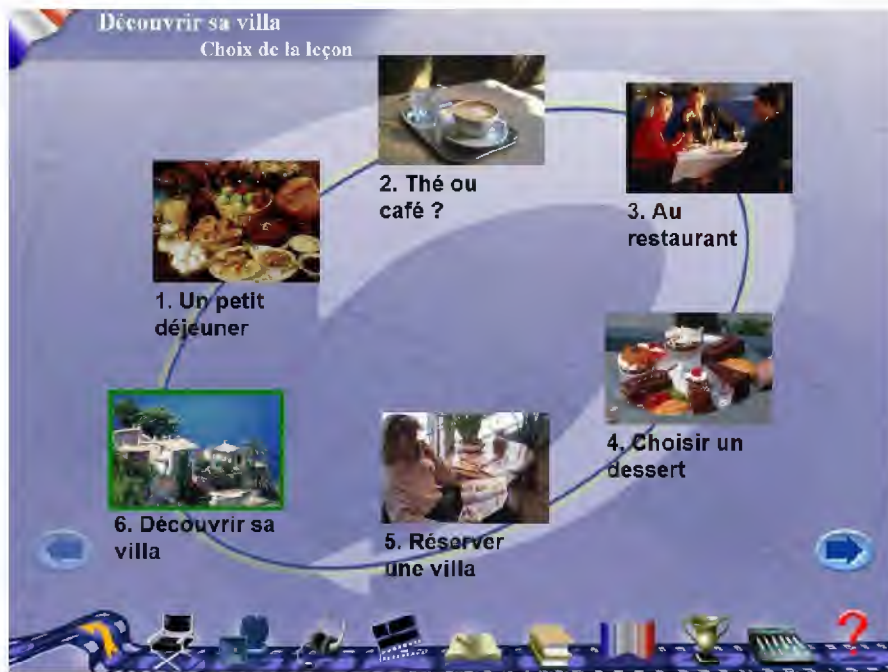 Découvrir sa villa
Choix de la leçon
1. Un petit
déjeuner
2. Thé ou
café ?
3. Au
restaurant
4. Choisir un
dessert
5. Réserver
une villa
6. Découvrir sa
villa
?